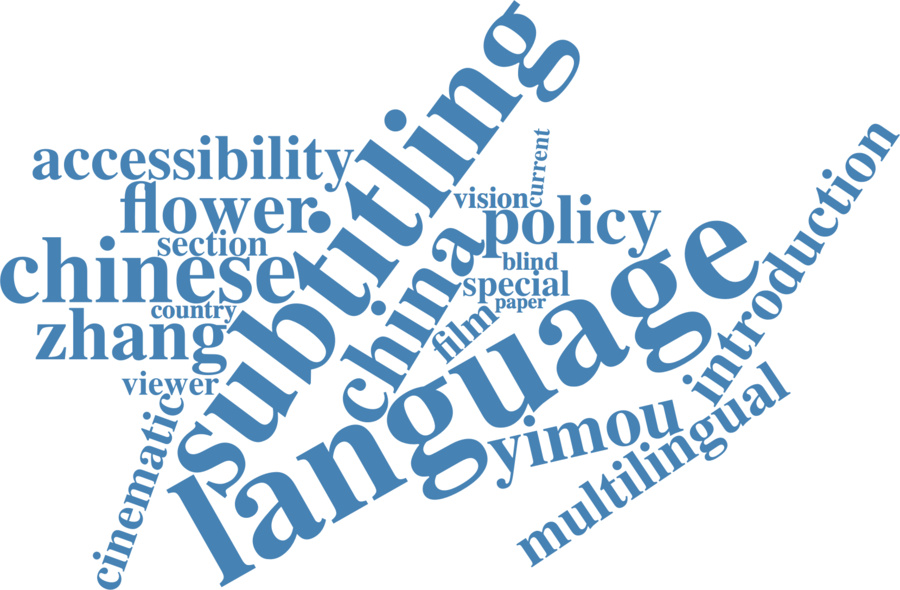 subtitling
current
accessibility
vision
introduction
flower
policy
section
china
blind
chinese
special
language
paper
country
zhang
film
viewer
cinematic
yimou
multilingual